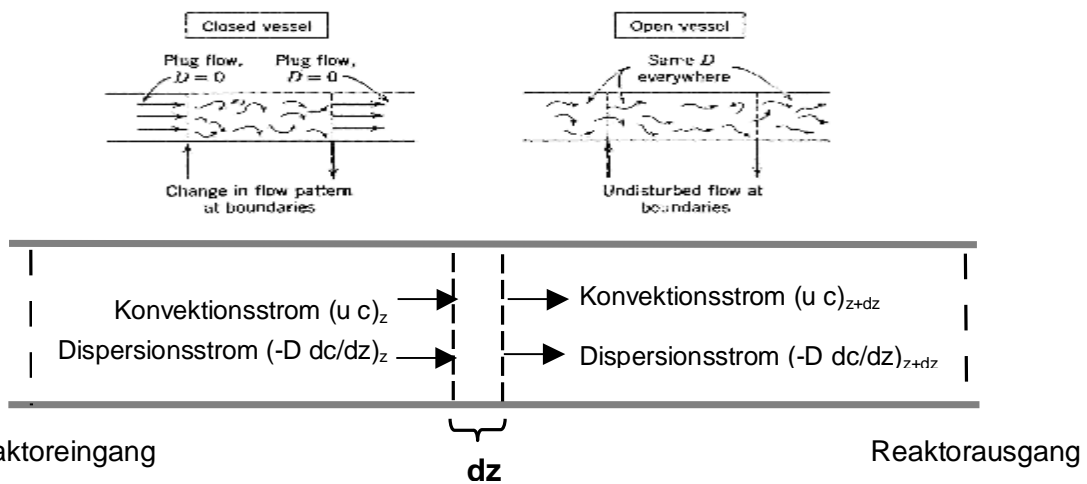 Closed vessel
Open vessel
Plug flow,
D = 0
Plug flow,
D = 0
Same D
everywhere
Change in flow pattern
at boundaries
Undisturbed flow at
boundaries
Konvektionsstrom (u c)z
Konvektionsstrom (u c)z+dz
Dispersionsstrom (-D dc/dz)z
Dispersionsstrom (-D dc/dz)z+dz
aktoreingang
dz
Reaktorausgang